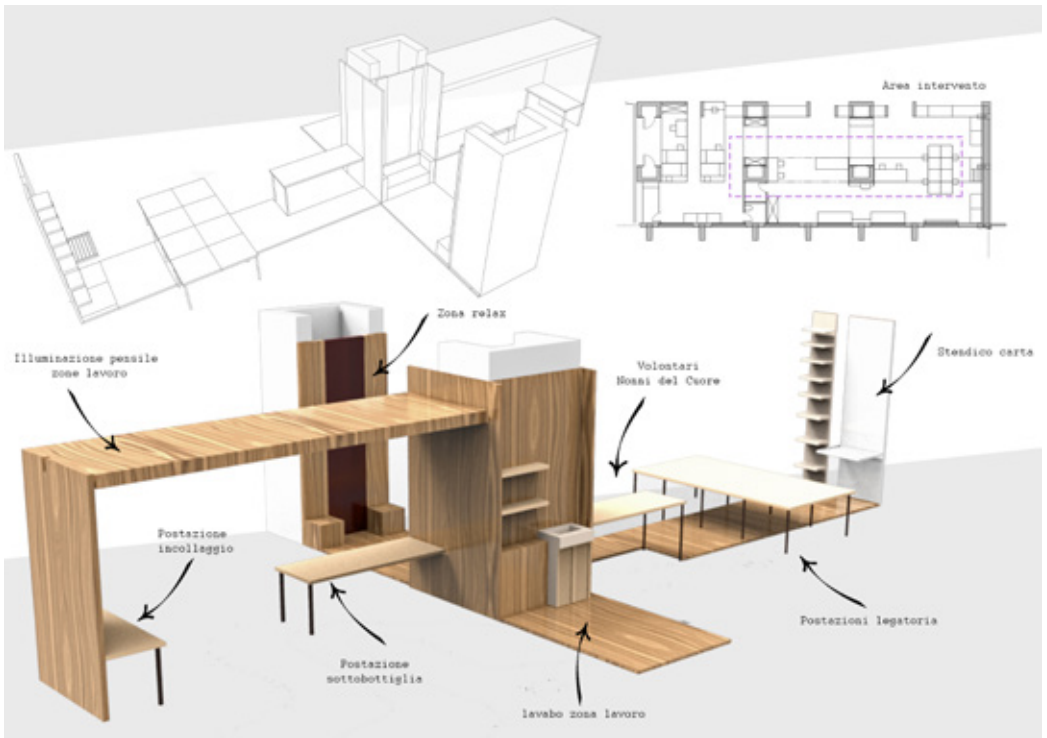 Area intervento
Zona relax
Illuminazione pensile
zone lavoro
Volontari
Nonni del Cuore
Stendico carta
Postazione
incollaggio
Postazioni legatoria
Postazione
sottobottiglia
lavabo zona lavoro